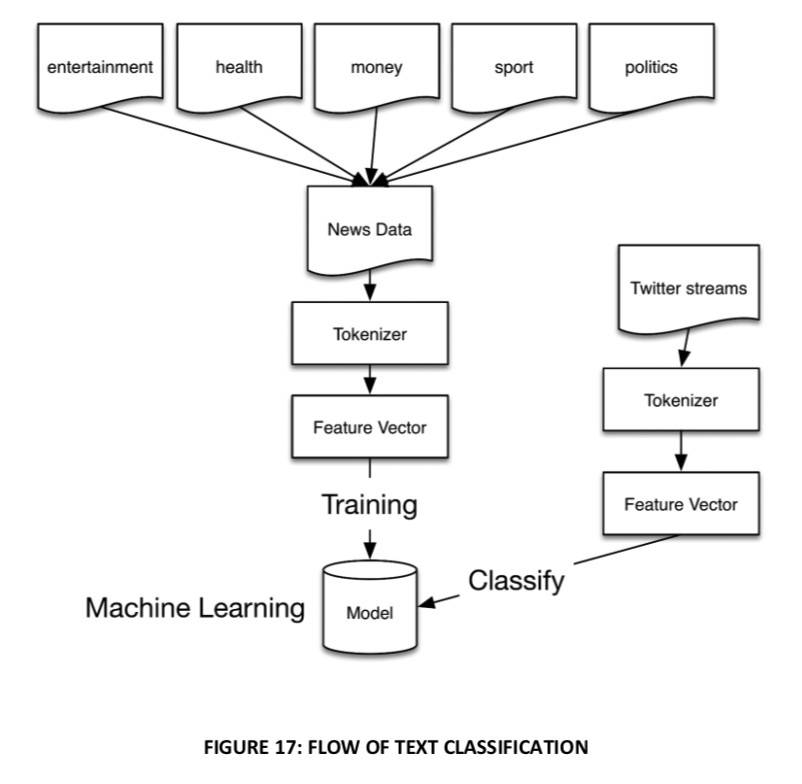 entertainment
health
money
sport
politics
News Data
Twitter streams
Tokenizer
Tokenizer
Feature Vector
Feature Vector
Training
Classify
Machine Learning
Model
FIGURE 17: FLOW OF TEXT CLASSIFICATION